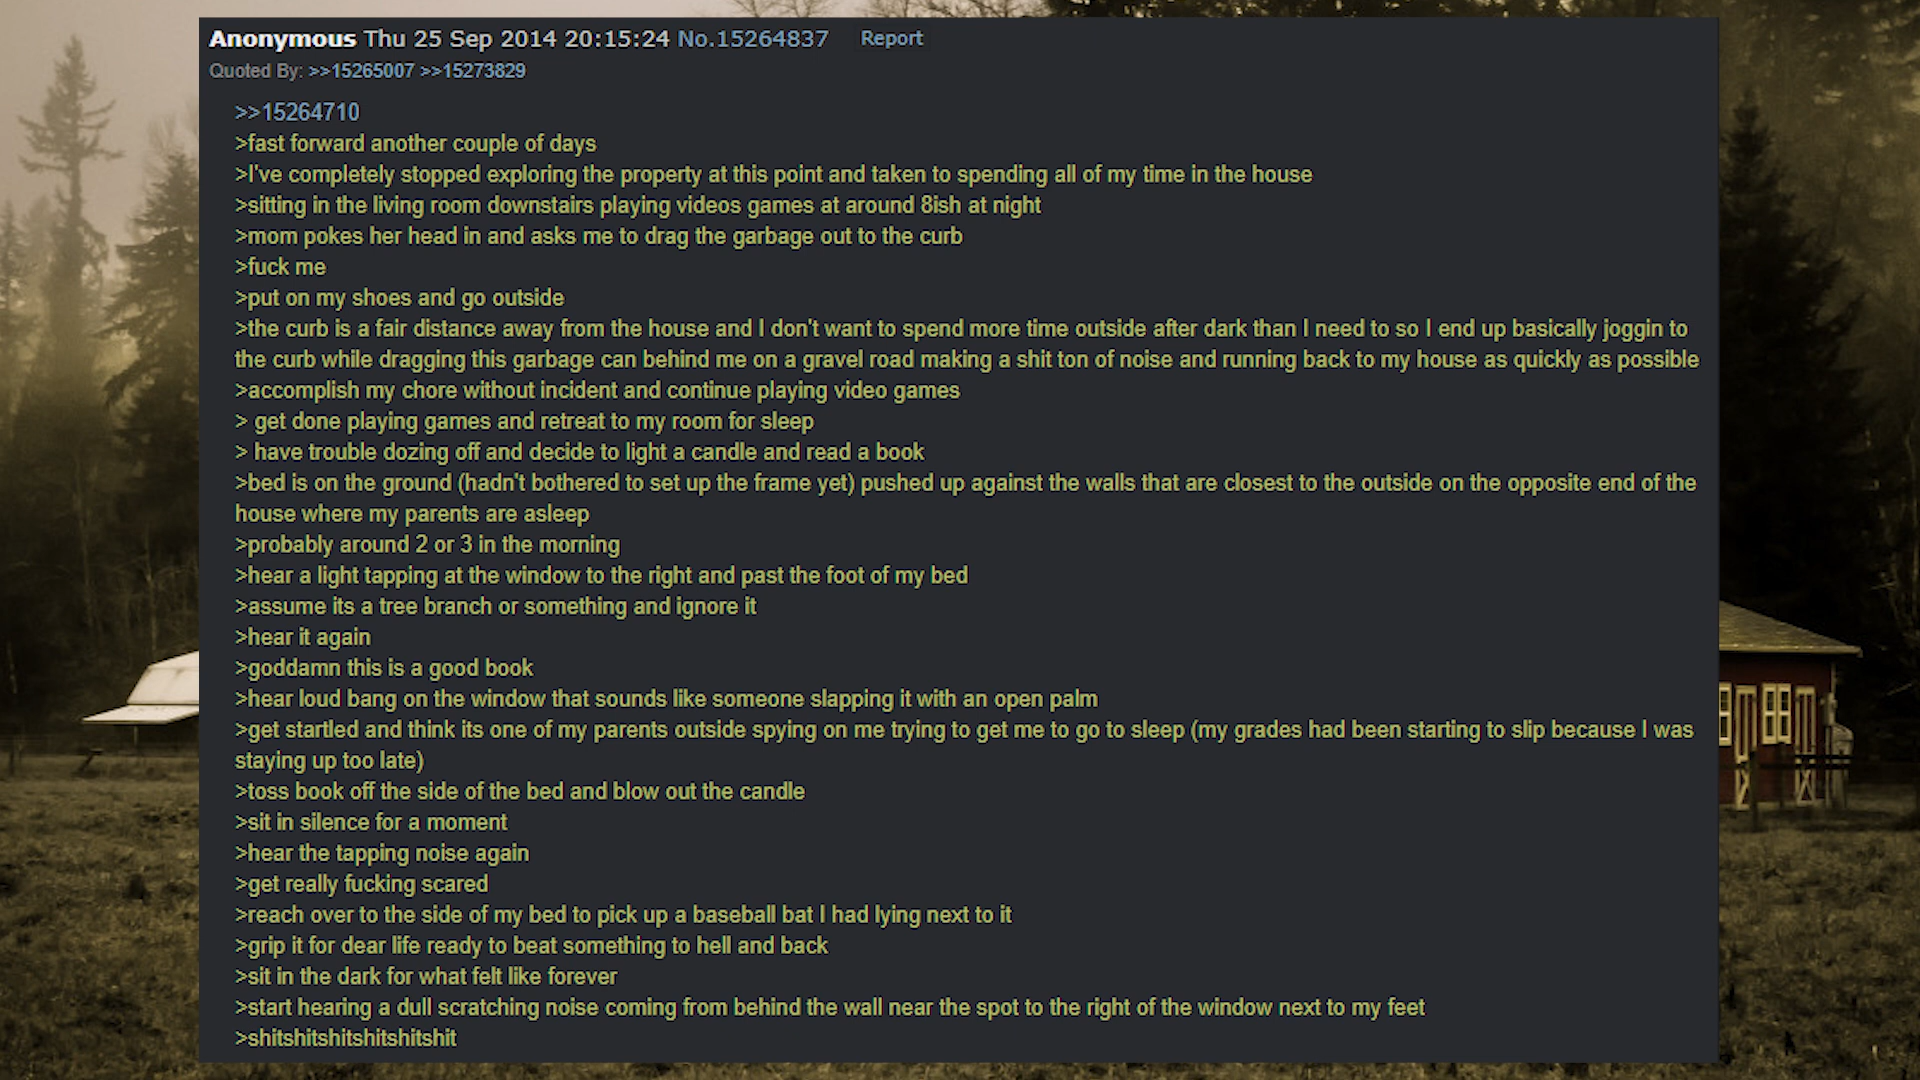 Anonymous Thu 25 Sep 2014 20:15:24 No.15264837 Report
Quoted By: >>15265007 >>15273829
>>15264710
>fast forward another couple of days
>I've completely stopped exploring the property at this point and taken to spending all of my time in the house
>sitting in the living room downstairs playing videos games at around 8ish at night
>mom pokes her head in and asks me to drag the garbage out to the curb
>fuck me
>put on my shoes and go outside
>the curb is a fair distance away from the house and I don't want to spend more time outside after dark than I need to so I end up basically joggin to
the curb while dragging this garbage can behind me on a gravel road making a shit ton of noise and running back to my house as quickly as possible
>accomplish my chore without incident and continue playing video games
> get done playing games and retreat to my room for sleep
> have trouble dozing off and decide to light a candle and read a book
>bed is on the ground (hadn't bothered to set up the frame yet) pushed up against the walls that are closest to the outside on the opposite end of the
house where my parents are asleep
>probably around 2 or 3 in the morning
>hear a light tapping at the window to the right and past the foot of my bed
>assume its a tree branch or something and ignore it
>hear it again
>goddamn this is a good book
>hear loud bang on the window that sounds like someone slapping it with an open palm
>get startled and think its one of my parents outside spying on me trying to get me to go to sleep (my grades had been starting to slip because I was
staying up too late)
>toss book off the side of the bed and blow out the candle
>sit in silence for a moment
>hear the tapping noise again
>get really fucking scared
>reach over to the side of my bed to pick up a baseball bat I had lying next to it
>grip it for dear life ready to beat something to hell and back
>sit in the dark for what felt like forever
>start hearing a dull scratching noise coming from behind the wall near the spot to the right of the window next to my feet
>shitshitshitshitshitshit